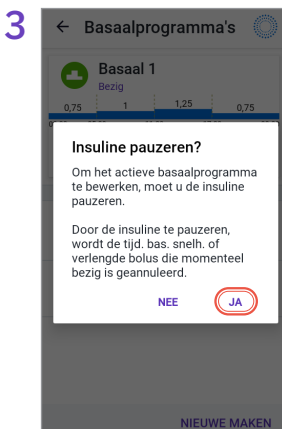 3
Basaalprogramma's
Basaal 1
Bezig
0,75 1 1,25 0,75
Insuline pauzeren?
Om het actieve basaalprogramma
te bewerken, moet u de insuline
pauzeren.
Door de insuline te pauzeren,
wordt de tijd. bas. snelh. of
verlengde bolus die momenteel
bezig is geannuleerd.
NEE JA
NIEUWE MAKEN